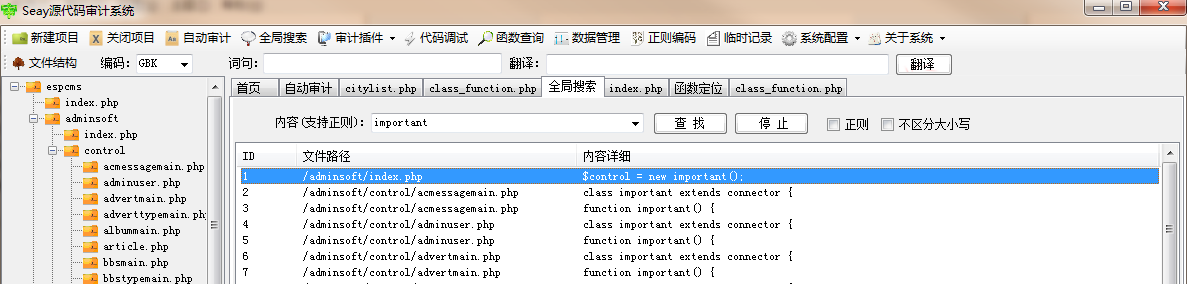 Seay源代码审计系统
新建项目 关闭项目 自动审计 全局搜索 审计插件 代码调试 函数查询 数据管理 正则编码 临时记录 系统配置 关于系统
文件结构 编码: GBK 词句: 翻译: 翻译
首页 自动审计 citylist.php class_function.php 全局搜索 index.php 函数定位 class_function.php
espcms
index.php
adminsoft
index.php
control
acmessagemain.php
adminuser.php
advertmain.php
adverttypemain.php
albummain.php
article.php
bbsmain.php
bbstypemain.php
内容(支持正则): important 查找 停止 正则 不区分大小写
ID 文件路径 内容详细
1 /adminsoft/index.php $control = new important();
2 /adminsoft/control/acmessagemain.php class important extends connector {
3 /adminsoft/control/acmessagemain.php function important() {
4 /adminsoft/control/adminuser.php class important extends connector {
5 /adminsoft/control/adminuser.php function important() {
6 /adminsoft/control/advertmain.php class important extends connector {
7 /adminsoft/control/advertmain.php function important() {